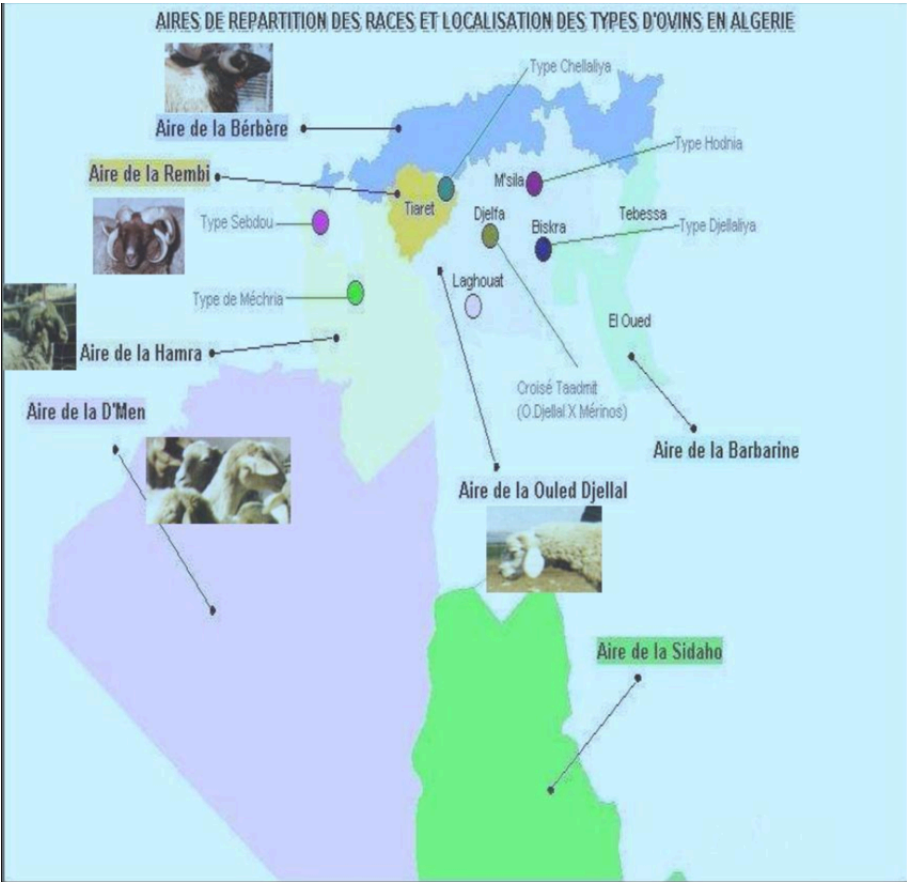 AIRES DE REPARTITION DES RACES ET LOCALISATION DES TYPES D'OVINS EN ALGERIE
Type Chellaliya
Aire de la Bérbère
Type Hodnia
Aire de la Rembi
M'sila
Tiaret
Djelfa
Tebessa
Type Sebdou
Biskra
Type Djellaliya
Laghouat
Type de Méchria
El Oued
Aire de la Hamra
Croisé Taadmit
(O.Djellal X Mérinos)
Aire de la D'Men
Aire de la Barbarine
Aire de la Ouled Djellal
Aire de la Sidaho